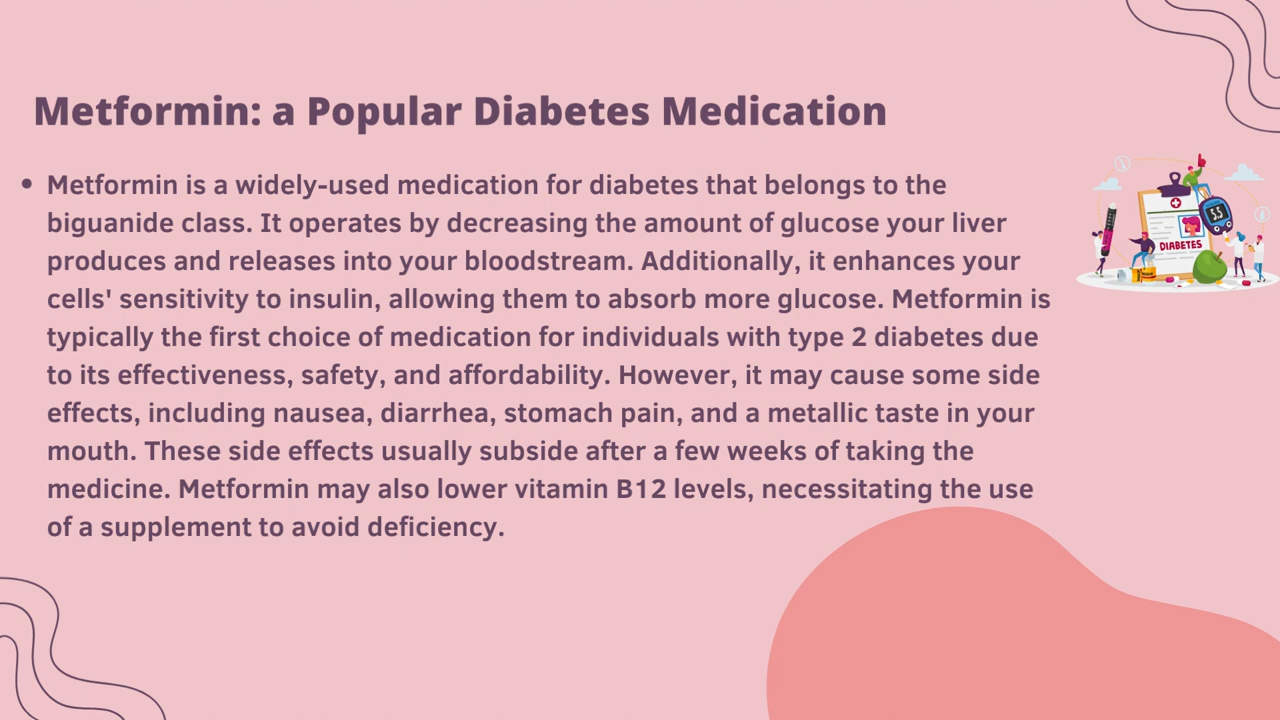 Metformin: a Popular Diabetes Medication
• Metformin is a widely-used medication for diabetes that belongs to the
biguanide class. It operates by decreasing the amount of glucose your liver
produces and releases into your bloodstream. Additionally, it enhances your
cells' sensitivity to insulin, allowing them to absorb more glucose. Metformin is
typically the first choice of medication for individuals with type 2 diabetes due
to its effectiveness, safety, and affordability. However, it may cause some side
effects, including nausea, diarrhea, stomach pain, and a metallic taste in your
mouth. These side effects usually subside after a few weeks of taking the
medicine. Metformin may also lower vitamin B12 levels, necessitating the use
of a supplement to avoid deficiency.
5.5
DIABETES